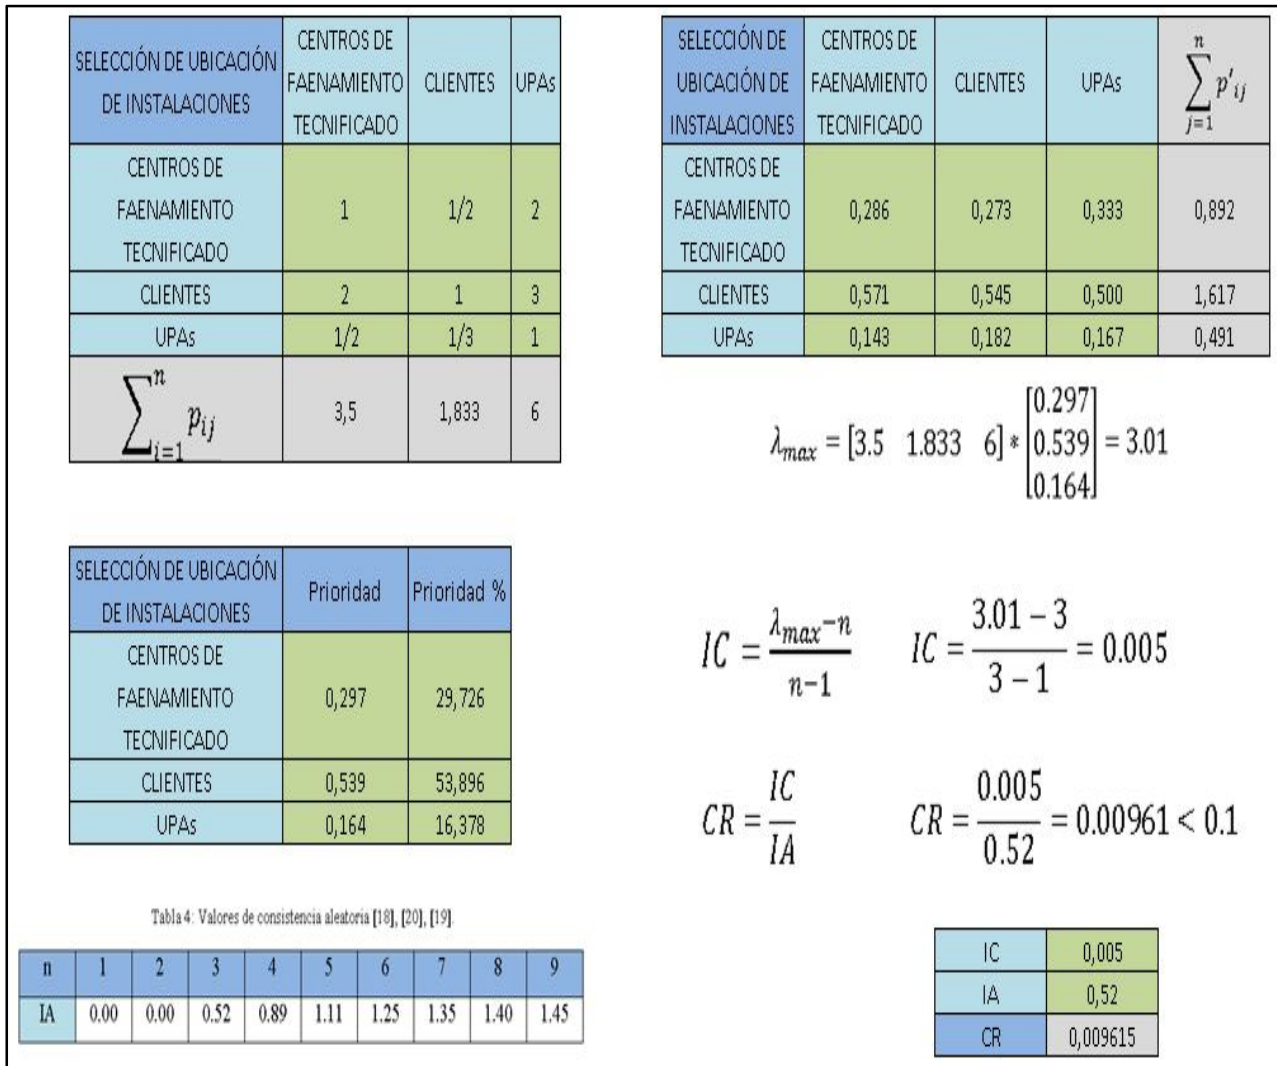 SELECCIÓN DE UBICACIÓN DE INSTALACIONES | CENTROS DE FAENAMIENTO TECNIFICADO | CLIENTES | UPAs
CENTROS DE FAENAMIENTO TECNIFICADO | 1 | 1/2 | 2
CLIENTES | 2 | 1 | 3
UPAs | 1/2 | 1/3 | 1
∑_{i=1}^{n} p_{ij} | 3,5 | 1,833 | 6
SELECCIÓN DE UBICACIÓN DE INSTALACIONES | CENTROS DE FAENAMIENTO TECNIFICADO | CLIENTES | UPAs | ∑_{j=1}^{n} p'_{ij}
CENTROS DE FAENAMIENTO TECNIFICADO | 0,286 | 0,273 | 0,333 | 0,892
CLIENTES | 0,571 | 0,545 | 0,500 | 1,617
UPAs | 0,143 | 0,182 | 0,167 | 0,491
λ_{max} = [3.5 1.833 6] * [0.297 0.539 0.164] = 3.01
SELECCIÓN DE UBICACIÓN DE INSTALACIONES | Prioridad | Prioridad %
CENTROS DE FAENAMIENTO TECNIFICADO | 0,297 | 29,726
CLIENTES | 0,539 | 53,896
UPAs | 0,164 | 16,378
IC = (λ_{max}−n)/(n−1) IC = (3.01 − 3)/(3 − 1) = 0.005
CR = IC/IA CR = 0.005/0.52 = 0.00961 < 0.1
Tabla 4: Valores de consistencia aleatoria [18], [20], [19].
n | 1 | 2 | 3 | 4 | 5 | 6 | 7 | 8 | 9
IA | 0.00 | 0.00 | 0.52 | 0.89 | 1.11 | 1.25 | 1.35 | 1.40 | 1.45
IC | 0,005
IA | 0,52
CR | 0,009615